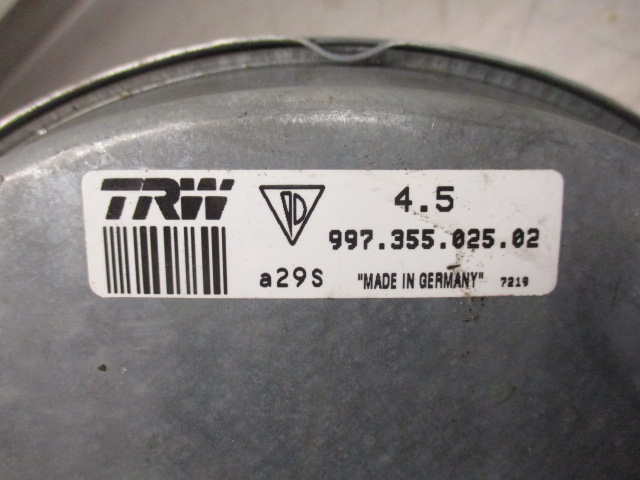 TRW
4.5
997.355.025.02
a29S "MADE IN GERMANY" 7219